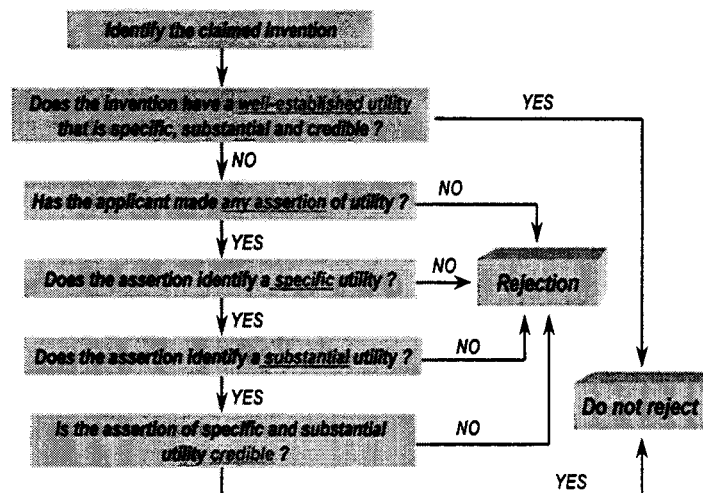 Identify the claimed invention
Does the invention have a well-established utility
that is specific, substantial and credible ?
YES
NO
Has the applicant made any assertion of utility ?
NO
YES
Does the assertion identify a specific utility ?
NO
Rejection
YES
Does the assertion identify a substantial utility ?
NO
YES
Do not reject
Is the assertion of specific and substantial
utility credible ?
NO
YES